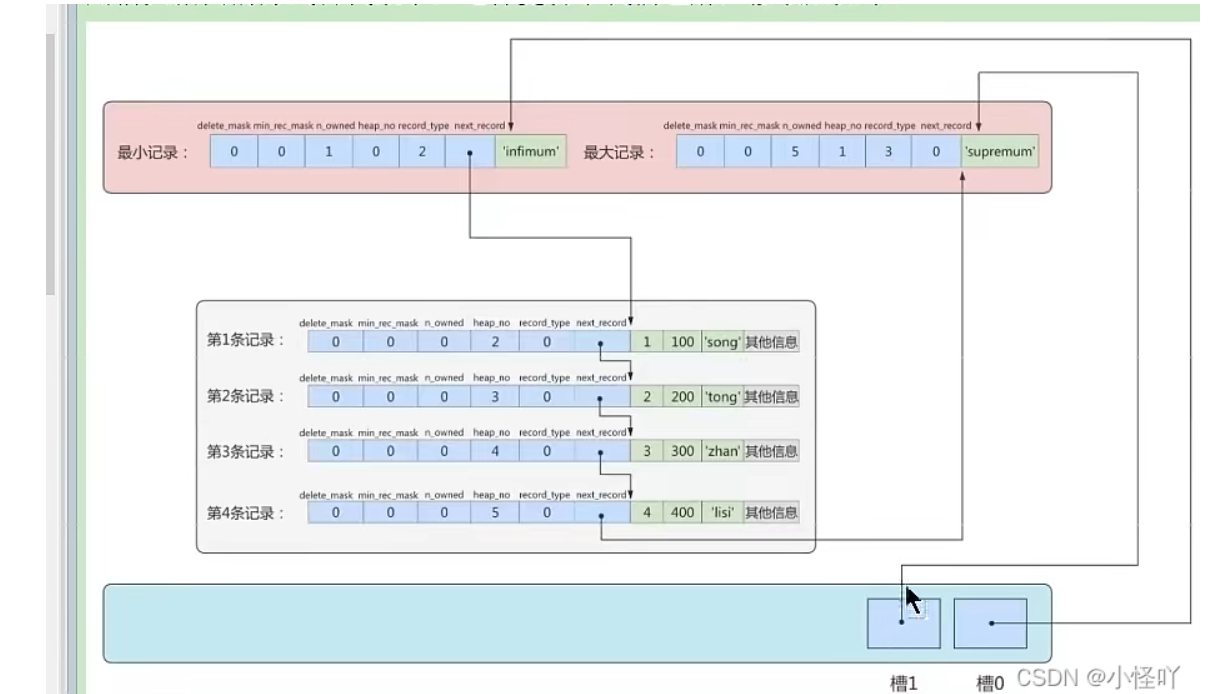 delete_mask min_rec_mask n_owned heap_no record_type next_record
最小记录： 0 0 1 0 2 'infimum'
delete_mask min_rec_mask n_owned heap_no record_type next_record
最大记录： 0 0 5 1 3 0 'supremum'
delete_mask min_rec_mask n_owned heap_no record_type next_record
第1条记录： 0 0 0 2 0 1 100 'song' 其他信息
delete_mask min_rec_mask n_owned heap_no record_type next_record
第2条记录： 0 0 0 3 0 2 200 'tong' 其他信息
delete_mask min_rec_mask n_owned heap_no record_type next_record
第3条记录： 0 0 0 4 0 3 300 'zhan' 其他信息
delete_mask min_rec_mask n_owned heap_no record_type next_record
第4条记录： 0 0 0 5 0 4 400 'lisi' 其他信息
槽1 槽0
CSDN @小怪吖